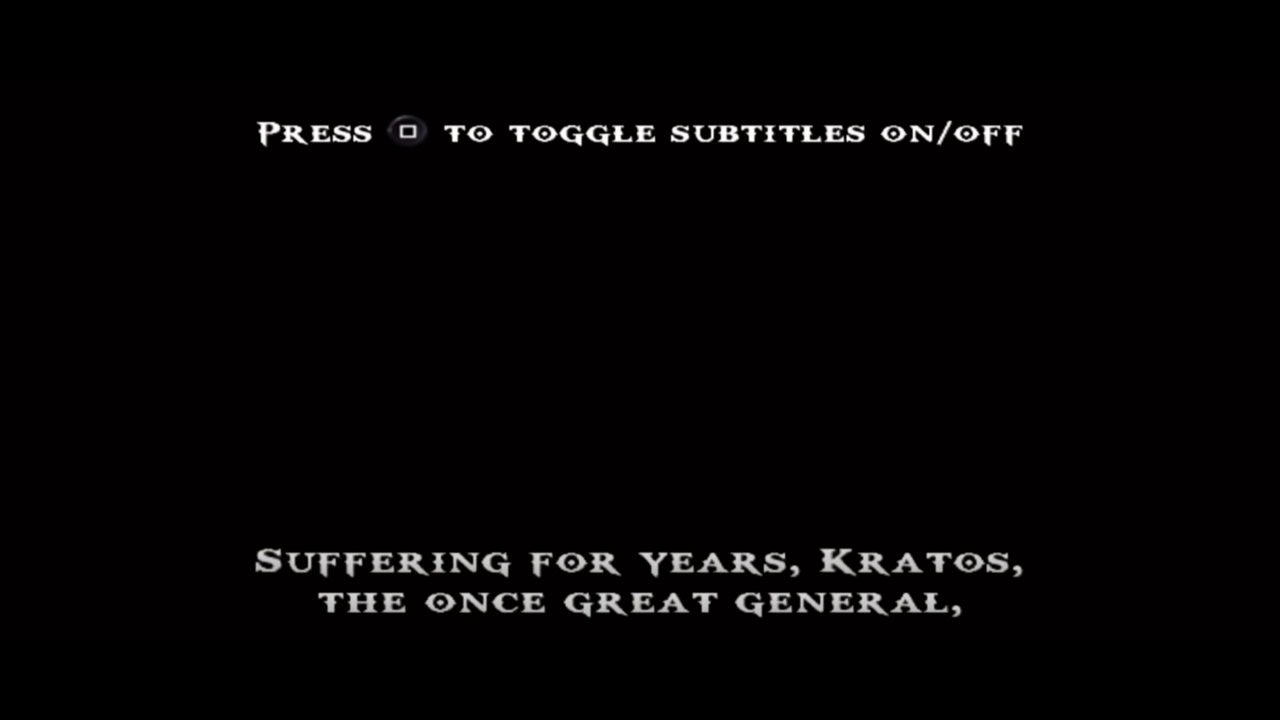 Press □ to toggle subtitles on/off
Suffering for years, Kratos,
the once great general,